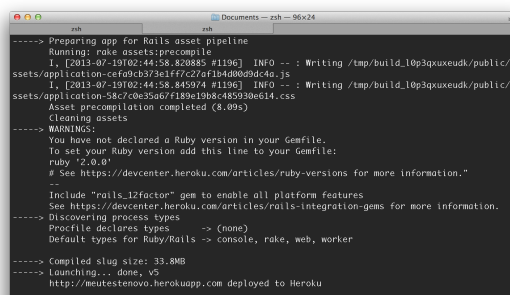 Documents — zsh — 96×24
zsh
zsh
-----> Preparing app for Rails asset pipeline
Running: rake assets:precompile
I, [2013-07-19T02:44:58.820885 #1196]  INFO -- : Writing /tmp/build_l0p3qxuxeudk/public/
ssets/application-cefa9cb373e1ff7c27af1b4d00d9dc4a.js
I, [2013-07-19T02:44:58.845974 #1196]  INFO -- : Writing /tmp/build_l0p3qxuxeudk/public/
ssets/application-58c7c0e35a67f189e19b8c485930e614.css
Asset precompilation completed (8.09s)
Cleaning assets
-----> WARNINGS:
You have not declared a Ruby version in your Gemfile.
To set your Ruby version add this line to your Gemfile:
ruby '2.0.0'
# See https://devcenter.heroku.com/articles/ruby-versions for more information."
--
Include "rails_12factor" gem to enable all platform features
See https://devcenter.heroku.com/articles/rails-integration-gems for more information.
-----> Discovering process types
Procfile declares types      -> (none)
Default types for Ruby/Rails -> console, rake, web, worker
-----> Compiled slug size: 33.8MB
-----> Launching... done, v5
http://meutestenovo.herokuapp.com deployed to Heroku